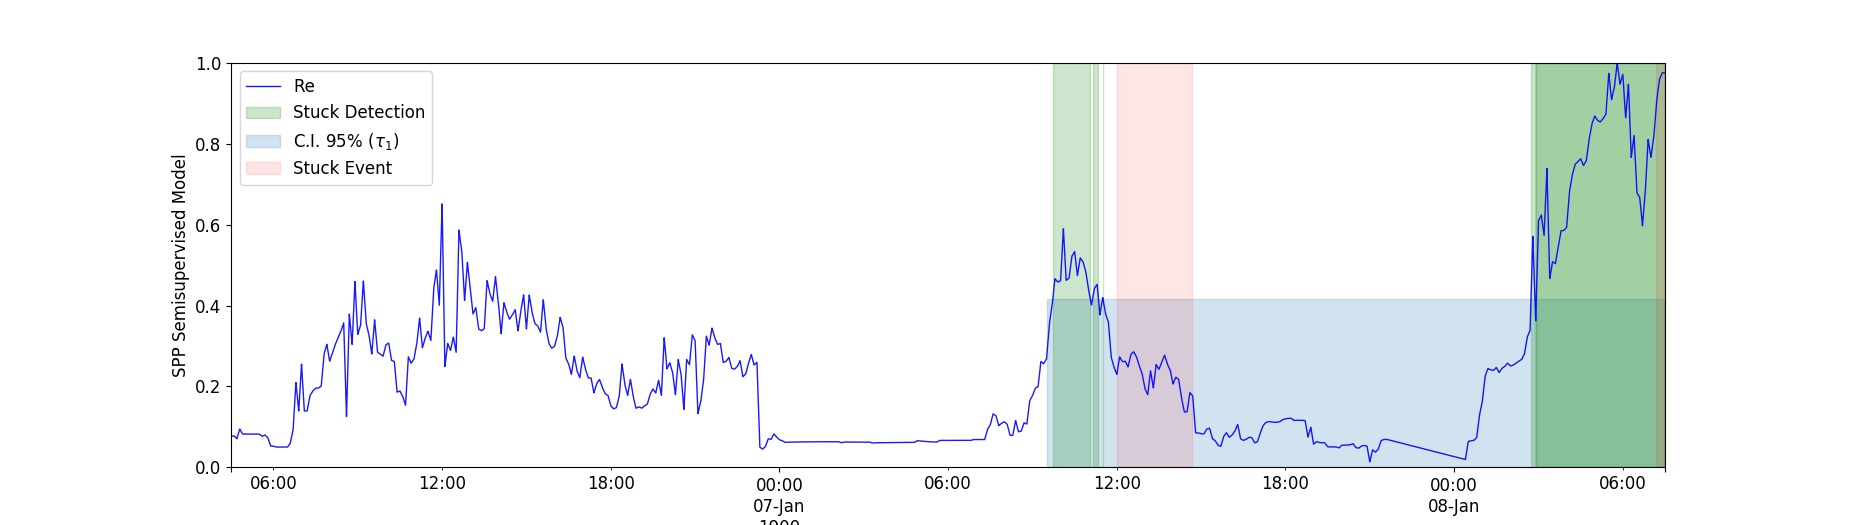 SPP Semisupervised Model
1.0
0.8
0.6
0.4
0.2
0.0
Re
Stuck Detection
C.I. 95% (τ1)
Stuck Event
06:00 12:00 18:00 00:00 06:00 12:00 18:00 00:00 06:00
07-Jan 08-Jan
1900